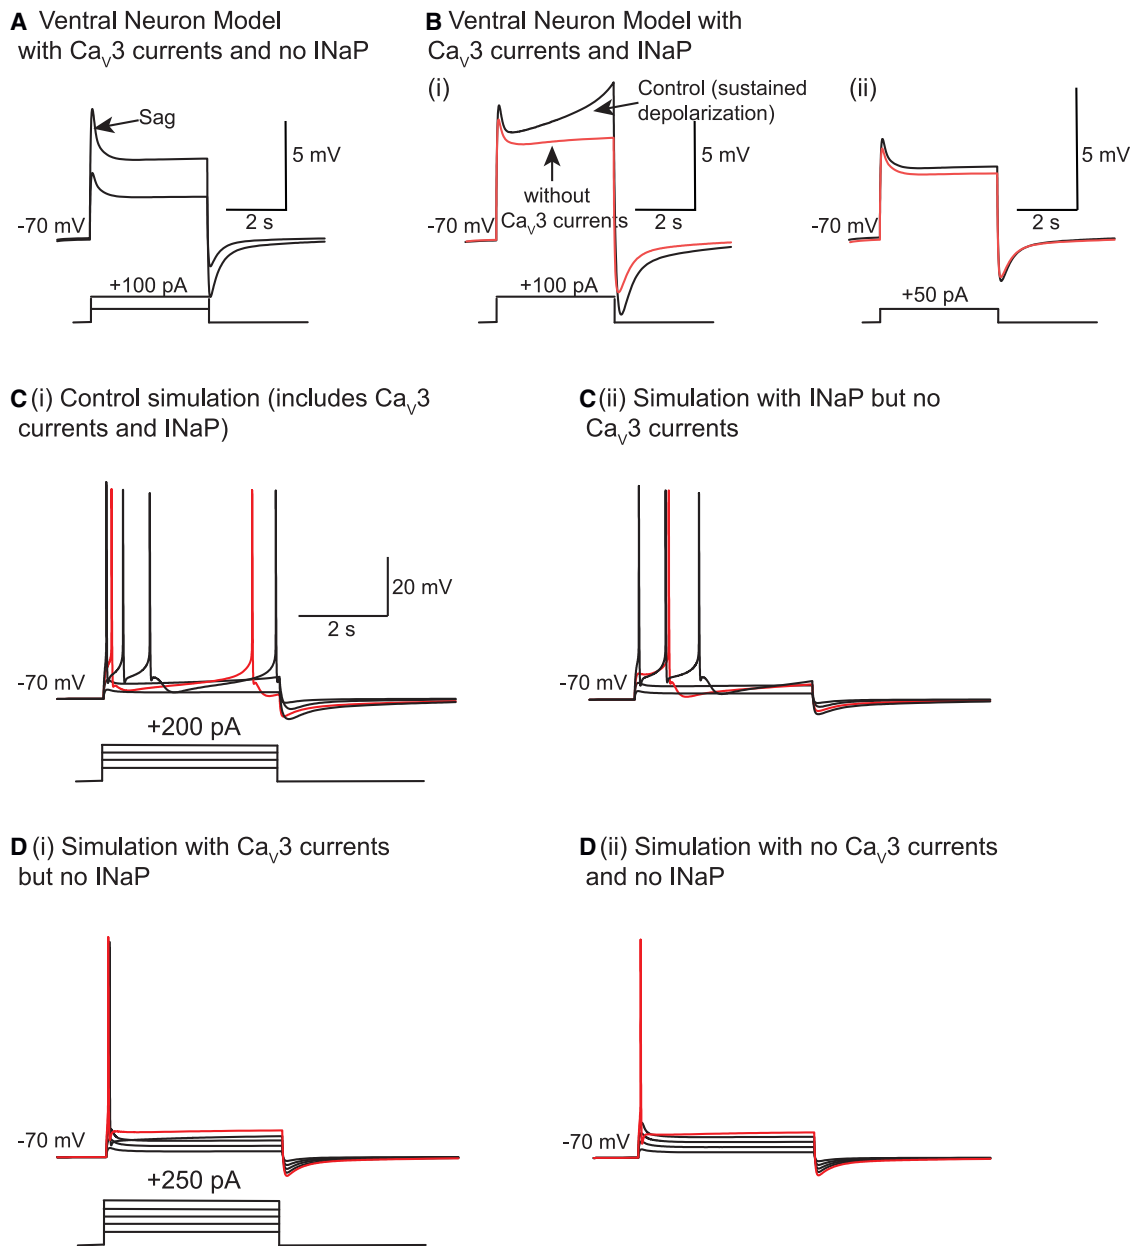 A Ventral Neuron Model
with Cav3 currents and no INaP
Sag
5 mV
2 s
-70 mV
+100 pA
B Ventral Neuron Model with
Cav3 currents and INaP
(i)
Control (sustained
depolarization)
5 mV
without
Cav3 currents
2 s
-70 mV
+100 pA
(ii)
5 mV
2 s
-70 mV
+50 pA
C (i) Control simulation (includes Cav3
currents and INaP)
20 mV
2 s
-70 mV
+200 pA
C (ii) Simulation with INaP but no
Cav3 currents
-70 mV
D (i) Simulation with Cav3 currents
but no INaP
-70 mV
+250 pA
D (ii) Simulation with no Cav3 currents
and no INaP
-70 mV